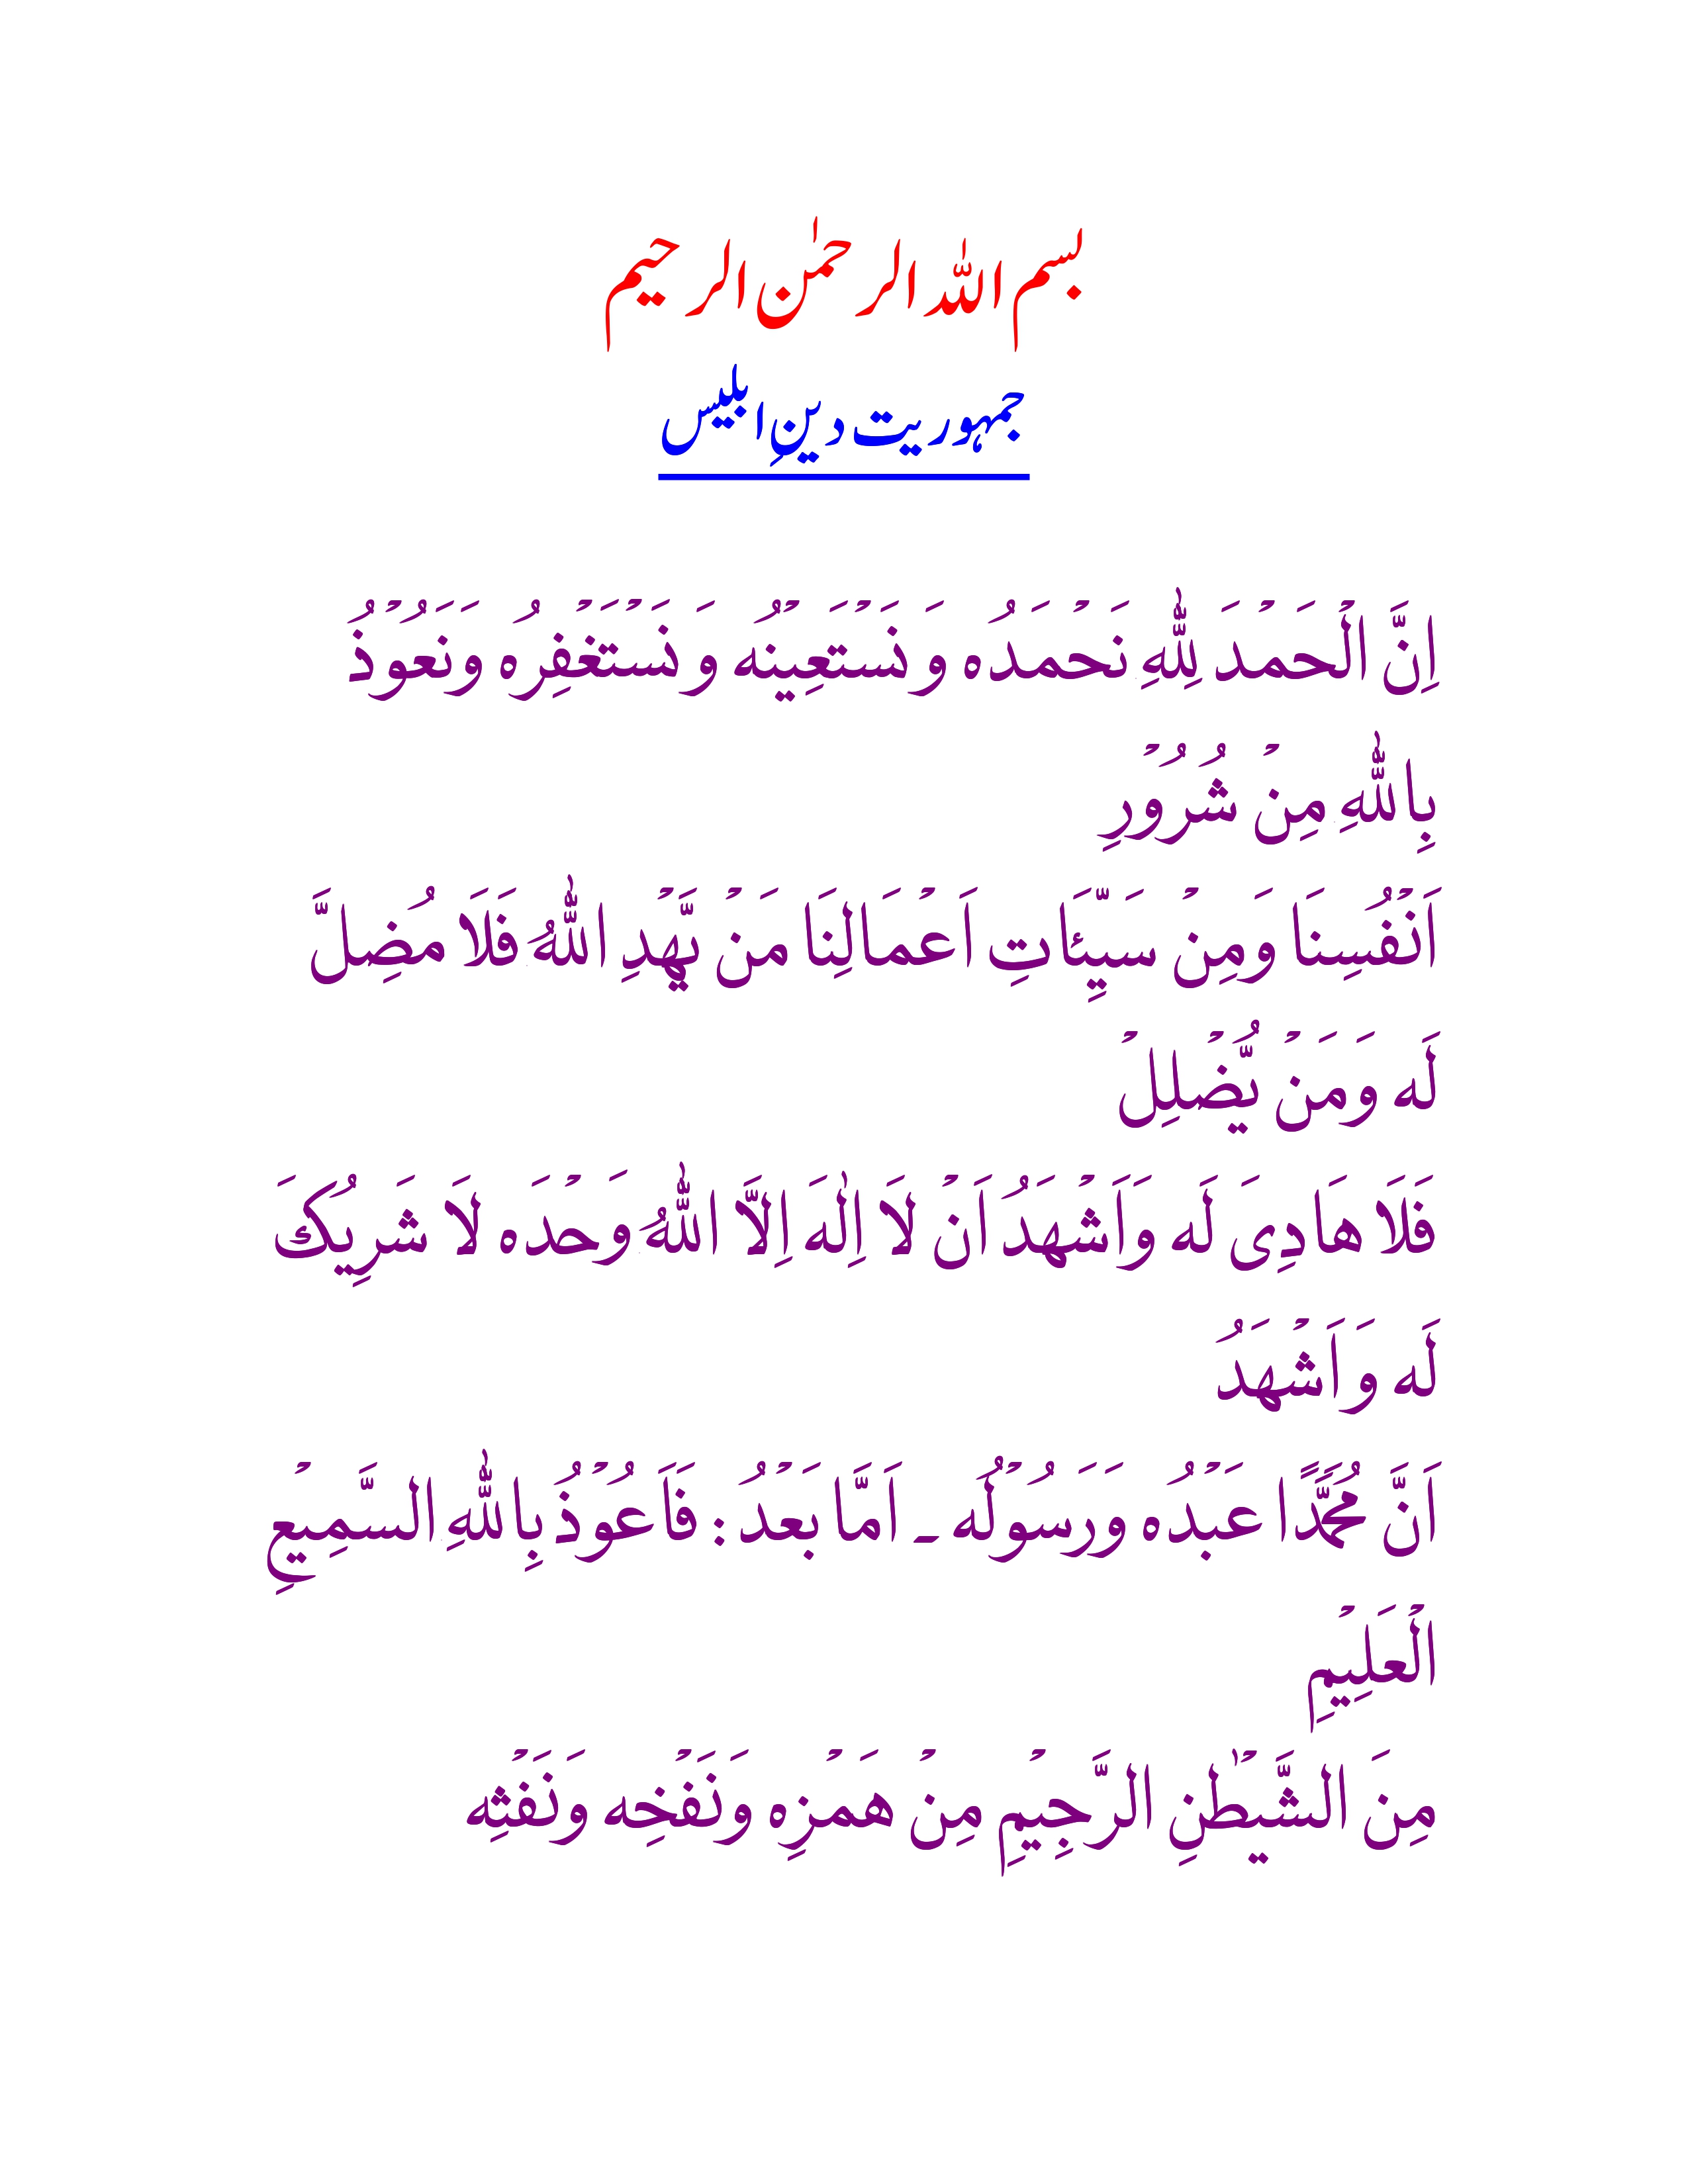 بسم اللہ الرحمٰن الرحیم
جمہوریت دینِ ابلیس
اِنَّ الْحَمْدَ لِلّٰہِ نَحْمَدُہ وَ نَسْتَعِیْنُہ وَ نَسْتَغْفِرُہ وَنَعُوْذُ
بِاللّٰہِ مِنْ شُرُوْرِ
اَنْفُسِنَا وَمِنْ سَیِّئَاتِ اَعْمَالِنَا مَنْ یَّھْدِ اللّٰہُ فَلَا مُضِلَّ
لَہ وَمَنْ یُّضْلِلْ
فَلَا ھَادِیَ لَہ وَاَشْھَدُ اَنْ لَا اِلٰہَ اِلاَّ اللّٰہُ وَحْدَہ لَا شَرِیْکَ
لَہ وَاَشْھَدُ
اَنَّ مُحَمَّدًا عَبْدُہ وَرَسُوْلُہ ۔ اَمَّا بَعْدُ : فَاَعُوْذُ بِاللّٰہِ السَّمِیْعِ
الْعَلِیْمِ
مِنَ الشَّیْطٰنِ الرَّجِیْمِ مِنْ ھَمْزِہ وَنَفْخِہ وَنَفْثِہ